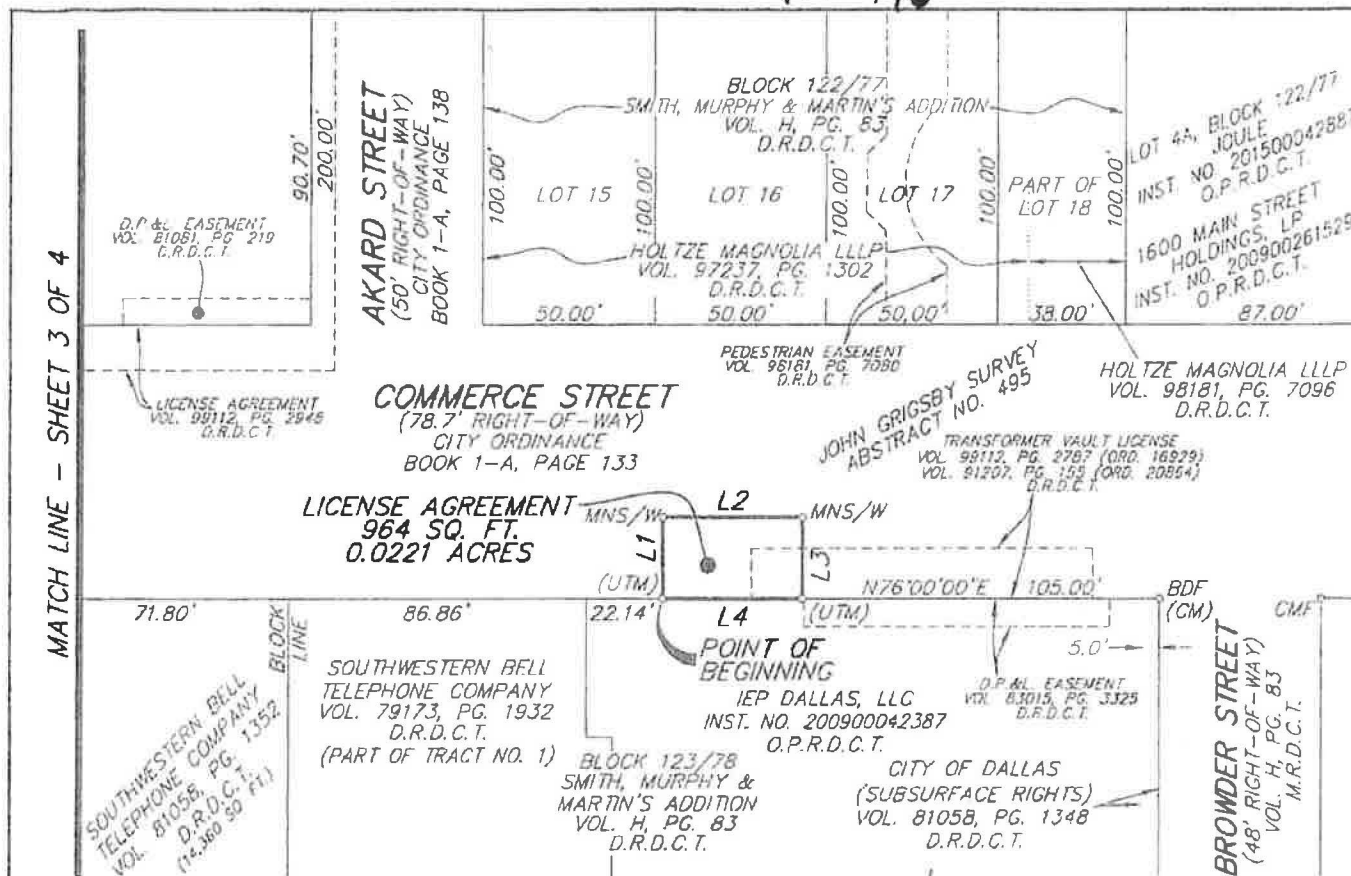 MATCH LINE - SHEET 3 OF 4
90.70'
200.00'
D.P.&L. EASEMENT
VOL. 81081, PG. 219
D.R.D.C.T.
LICENSE AGREEMENT
VOL. 99112, PG. 2946
D.R.D.C.T.
AKARD STREET
(50' RIGHT-OF-WAY)
CITY ORDINANCE
BOOK 1-A, PAGE 138
BLOCK 122/77
SMITH, MURPHY & MARTIN'S ADDITION
VOL. H, PG. 83
D.R.D.C.T.
100.00'
LOT 15
100.00'
LOT 16
100.00'
LOT 17
100.00'
PART OF
LOT 18
100.00'
HOLTZE MAGNOLIA LLLP
VOL. 97237, PG. 1302
D.R.D.C.T.
50.00'
50.00'
50.00'
38.00'
87.00'
LOT 4A, BLOCK 122/77
JOULE
INST. NO. 20150004288
O.P.R.D.C.T.
1600 MAIN STREET
HOLDINGS, LP
INST. NO. 200900261529
O.P.R.D.C.T.
PEDESTRIAN EASEMENT
VOL. 98181, PG. 7080
D.R.D.C.T.
HOLTZE MAGNOLIA LLLP
VOL. 98181, PG. 7096
D.R.D.C.T.
COMMERCE STREET
(78.7' RIGHT-OF-WAY)
CITY ORDINANCE
BOOK 1-A, PAGE 133
JOHN GRIGSBY SURVEY
ABSTRACT NO. 495
TRANSFORMER VAULT LICENSE
VOL. 99112, PG. 2787 (ORD. 16929)
VOL. 91207, PG. 155 (ORD. 20854)
D.R.D.C.T.
LICENSE AGREEMENT
964 SQ. FT.
0.0221 ACRES
MNS/W
L2
MNS/W
L1
L3
(UTM)
L4
(UTM)
N76°00'00"E
105.00'
BDF
(CM)
CMF
71.80'
BLOCK
LINE
86.86'
22.14'
POINT OF
BEGINNING
5.0'
IEP DALLAS, LLC
INST. NO. 200900042387
O.P.R.D.C.T.
D.P.&L. EASEMENT
VOL. 83015, PG. 3325
D.R.D.C.T.
SOUTHWESTERN BELL
TELEPHONE COMPANY
VOL. 81058, PG. 1352
D.R.D.C.T.
(14,360 SQ FT.)
SOUTHWESTERN BELL
TELEPHONE COMPANY
VOL. 79173, PG. 1932
D.R.D.C.T.
(PART OF TRACT NO. 1)
BLOCK 123/78
SMITH, MURPHY &
MARTIN'S ADDITION
VOL. H, PG. 83
D.R.D.C.T.
CITY OF DALLAS
(SUBSURFACE RIGHTS)
VOL. 81058, PG. 1348
D.R.D.C.T.
BROWDER STREET
(48' RIGHT-OF-WAY)
VOL. H, PG. 83
M.R.D.C.T.